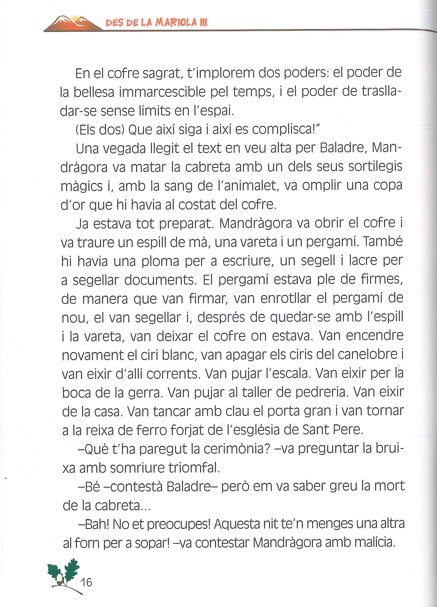 DES DE LA MARIOLA III
En el cofre sagrat, t'implorem dos poders: el poder de
la bellesa immarcescible pel temps, i el poder de trasl­la-
dar-se sense límits en l'espai.
(Els dos) Que així siga i així es complisca!"
Una vegada llegit el text en veu alta per Baladre, Man-
dràgora va matar la cabreta amb un dels seus sortilegis
màgics i, amb la sang de l'animalet, va omplir una copa
d'or que hi havia al costat del cofre.
Ja estava tot preparat. Mandràgora va obrir el cofre i
va traure un espill de mà, una vareta i un pergamí. També
hi havia una ploma per a escriure, un segell i lacre per
a segellar documents. El pergamí estava ple de firmes,
de manera que van firmar, van enrotllar el pergamí de
nou, el van segellar i, després de quedar-se amb l'espill
i la vareta, van deixar el cofre on estava. Van encendre
novament el ciri blanc, van apagar els ciris del canelobre i
van eixir d'allí corrents. Van pujar l'escala. Van eixir per la
boca de la gerra. Van pujar al taller de pedreria. Van eixir
de la casa. Van tancar amb clau el porta gran i van tornar
a la reixa de ferro forjat de l'església de Sant Pere.
–Què t'ha paregut la cerimònia? –va preguntar la brui-
xa amb somriure triomfal.
–Bé –contestà Baladre– però em va saber greu la mort
de la cabreta...
–Bah! No et preocupes! Aquesta nit te'n menges una altra
al forn per a sopar! –va contestar Mandràgora amb malícia.
16